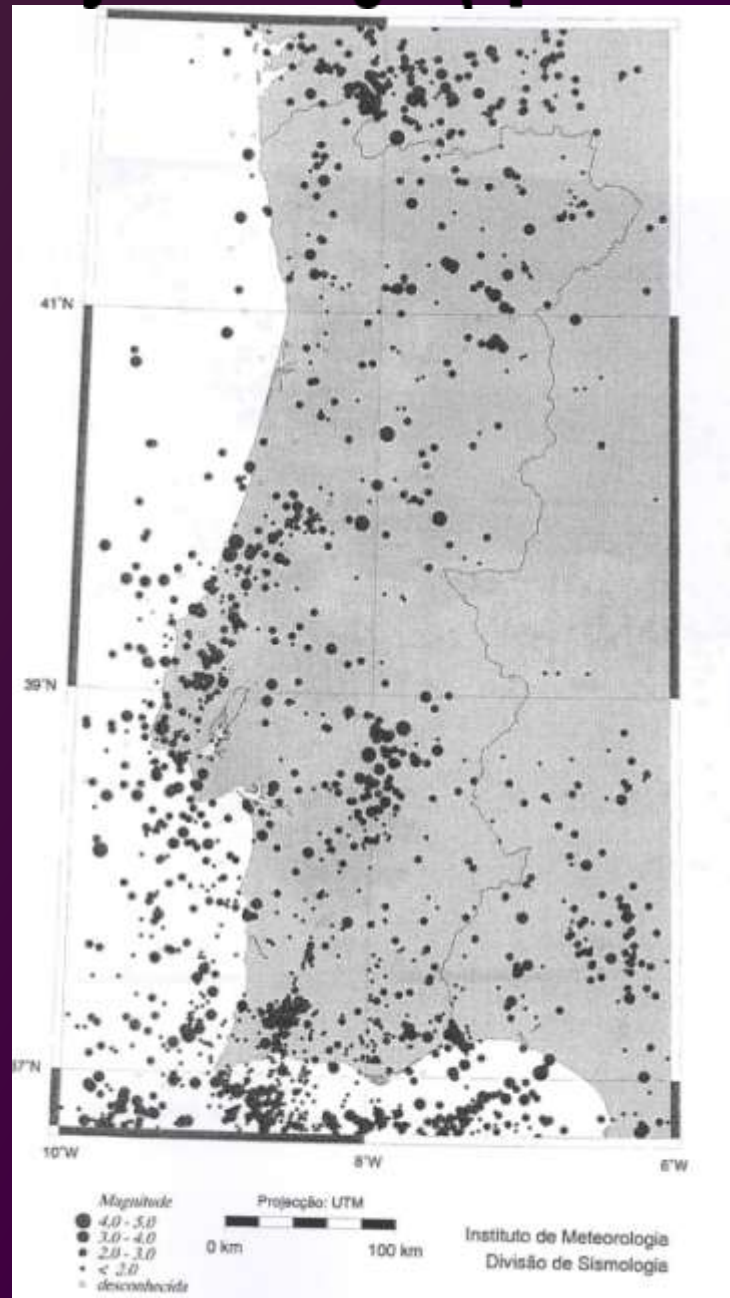 41°N
39°N
37°N
10°W
8°W
6°W
Magnitude
4.0 - 5.0
3.0 - 4.0
2.0 - 3.0
< 2.0
desconhecida
Projecção: UTM
0 km
100 km
Instituto de Meteorologia
Divisão de Sismologia